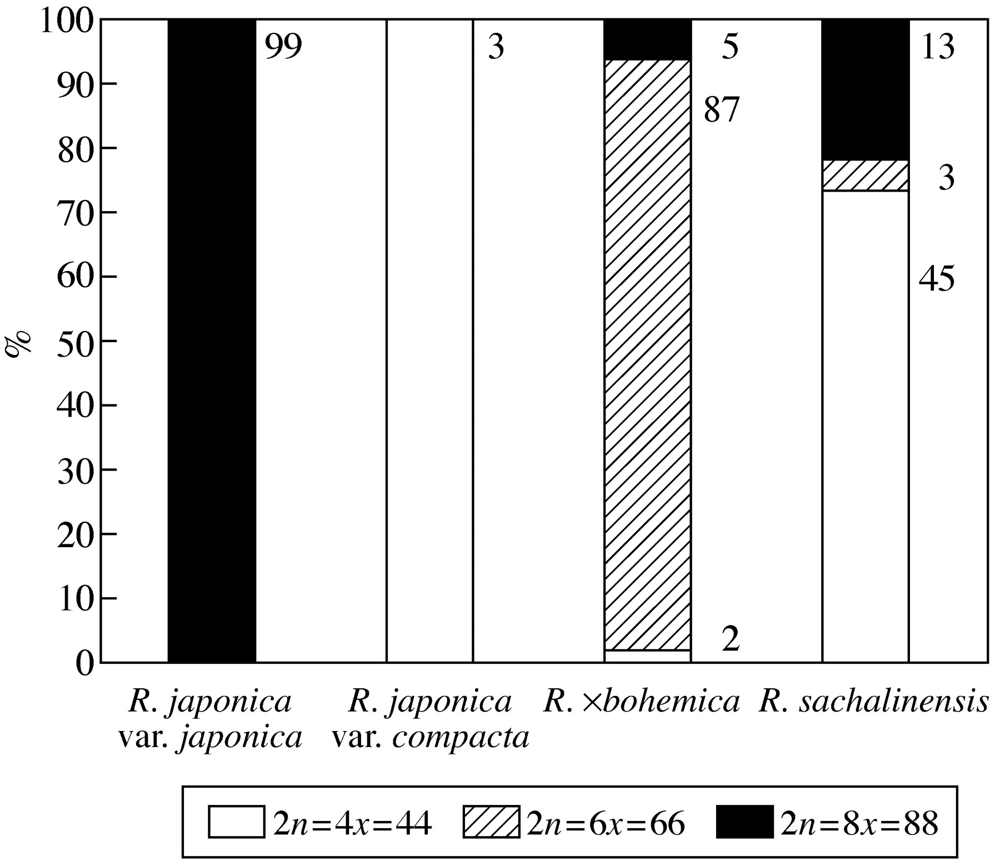 100
90
80
70
60
50
40
30
20
10
0
%
99
3
5
87
2
13
3
45
R. japonica
var. japonica
R. japonica
var. compacta
R. ×bohemica
R. sachalinensis
2n=4x=44
2n=6x=66
2n=8x=88